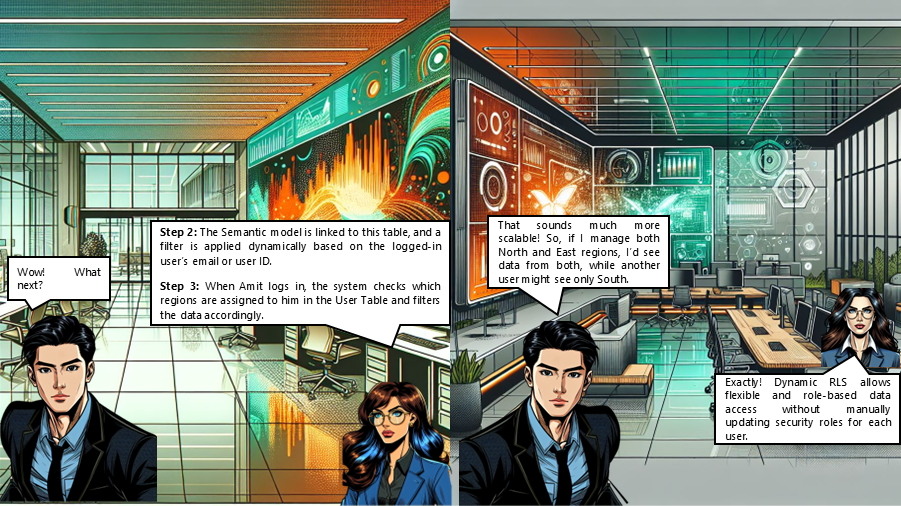 Wow! What
next?
Step 2: The Semantic model is linked to this table, and a
filter is applied dynamically based on the logged-in
user's email or user ID.
Step 3: When Amit logs in, the system checks which
regions are assigned to him in the User Table and filters
the data accordingly.
That sounds much more
scalable! So, if I manage both
North and East regions, I'd see
data from both, while another
user might see only South.
Exactly! Dynamic RLS allows
flexible and role-based data
access without manually
updating security roles for each
user.